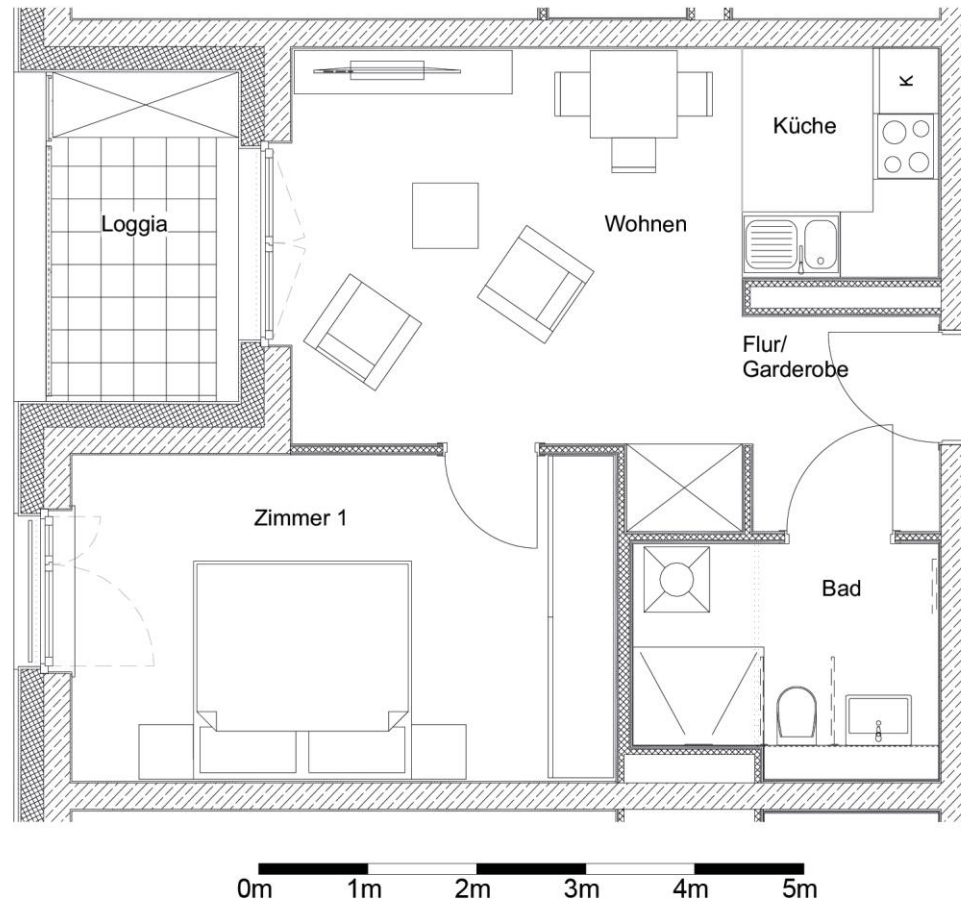 K
Küche
Loggia
Wohnen
Flur/
Garderobe
Zimmer 1
Bad
0m 1m 2m 3m 4m 5m